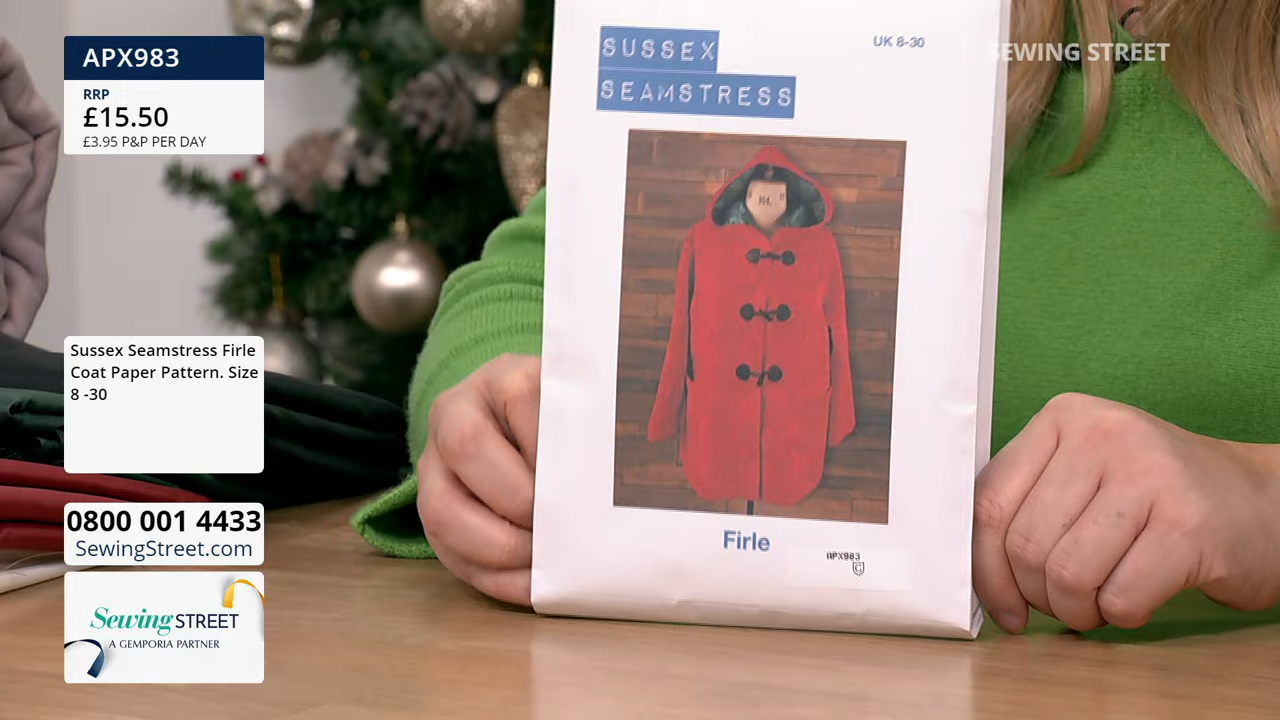 APX983
RRP
£15.50
£3.95 P&P PER DAY
Sussex Seamstress Firle
Coat Paper Pattern. Size
8 -30
0800 001 4433
SewingStreet.com
Sewing STREET
A GEMPORIA PARTNER
SUSSEX
SEAMSTRESS
UK 8-30
Firle
APX983
G
SEWING STREET